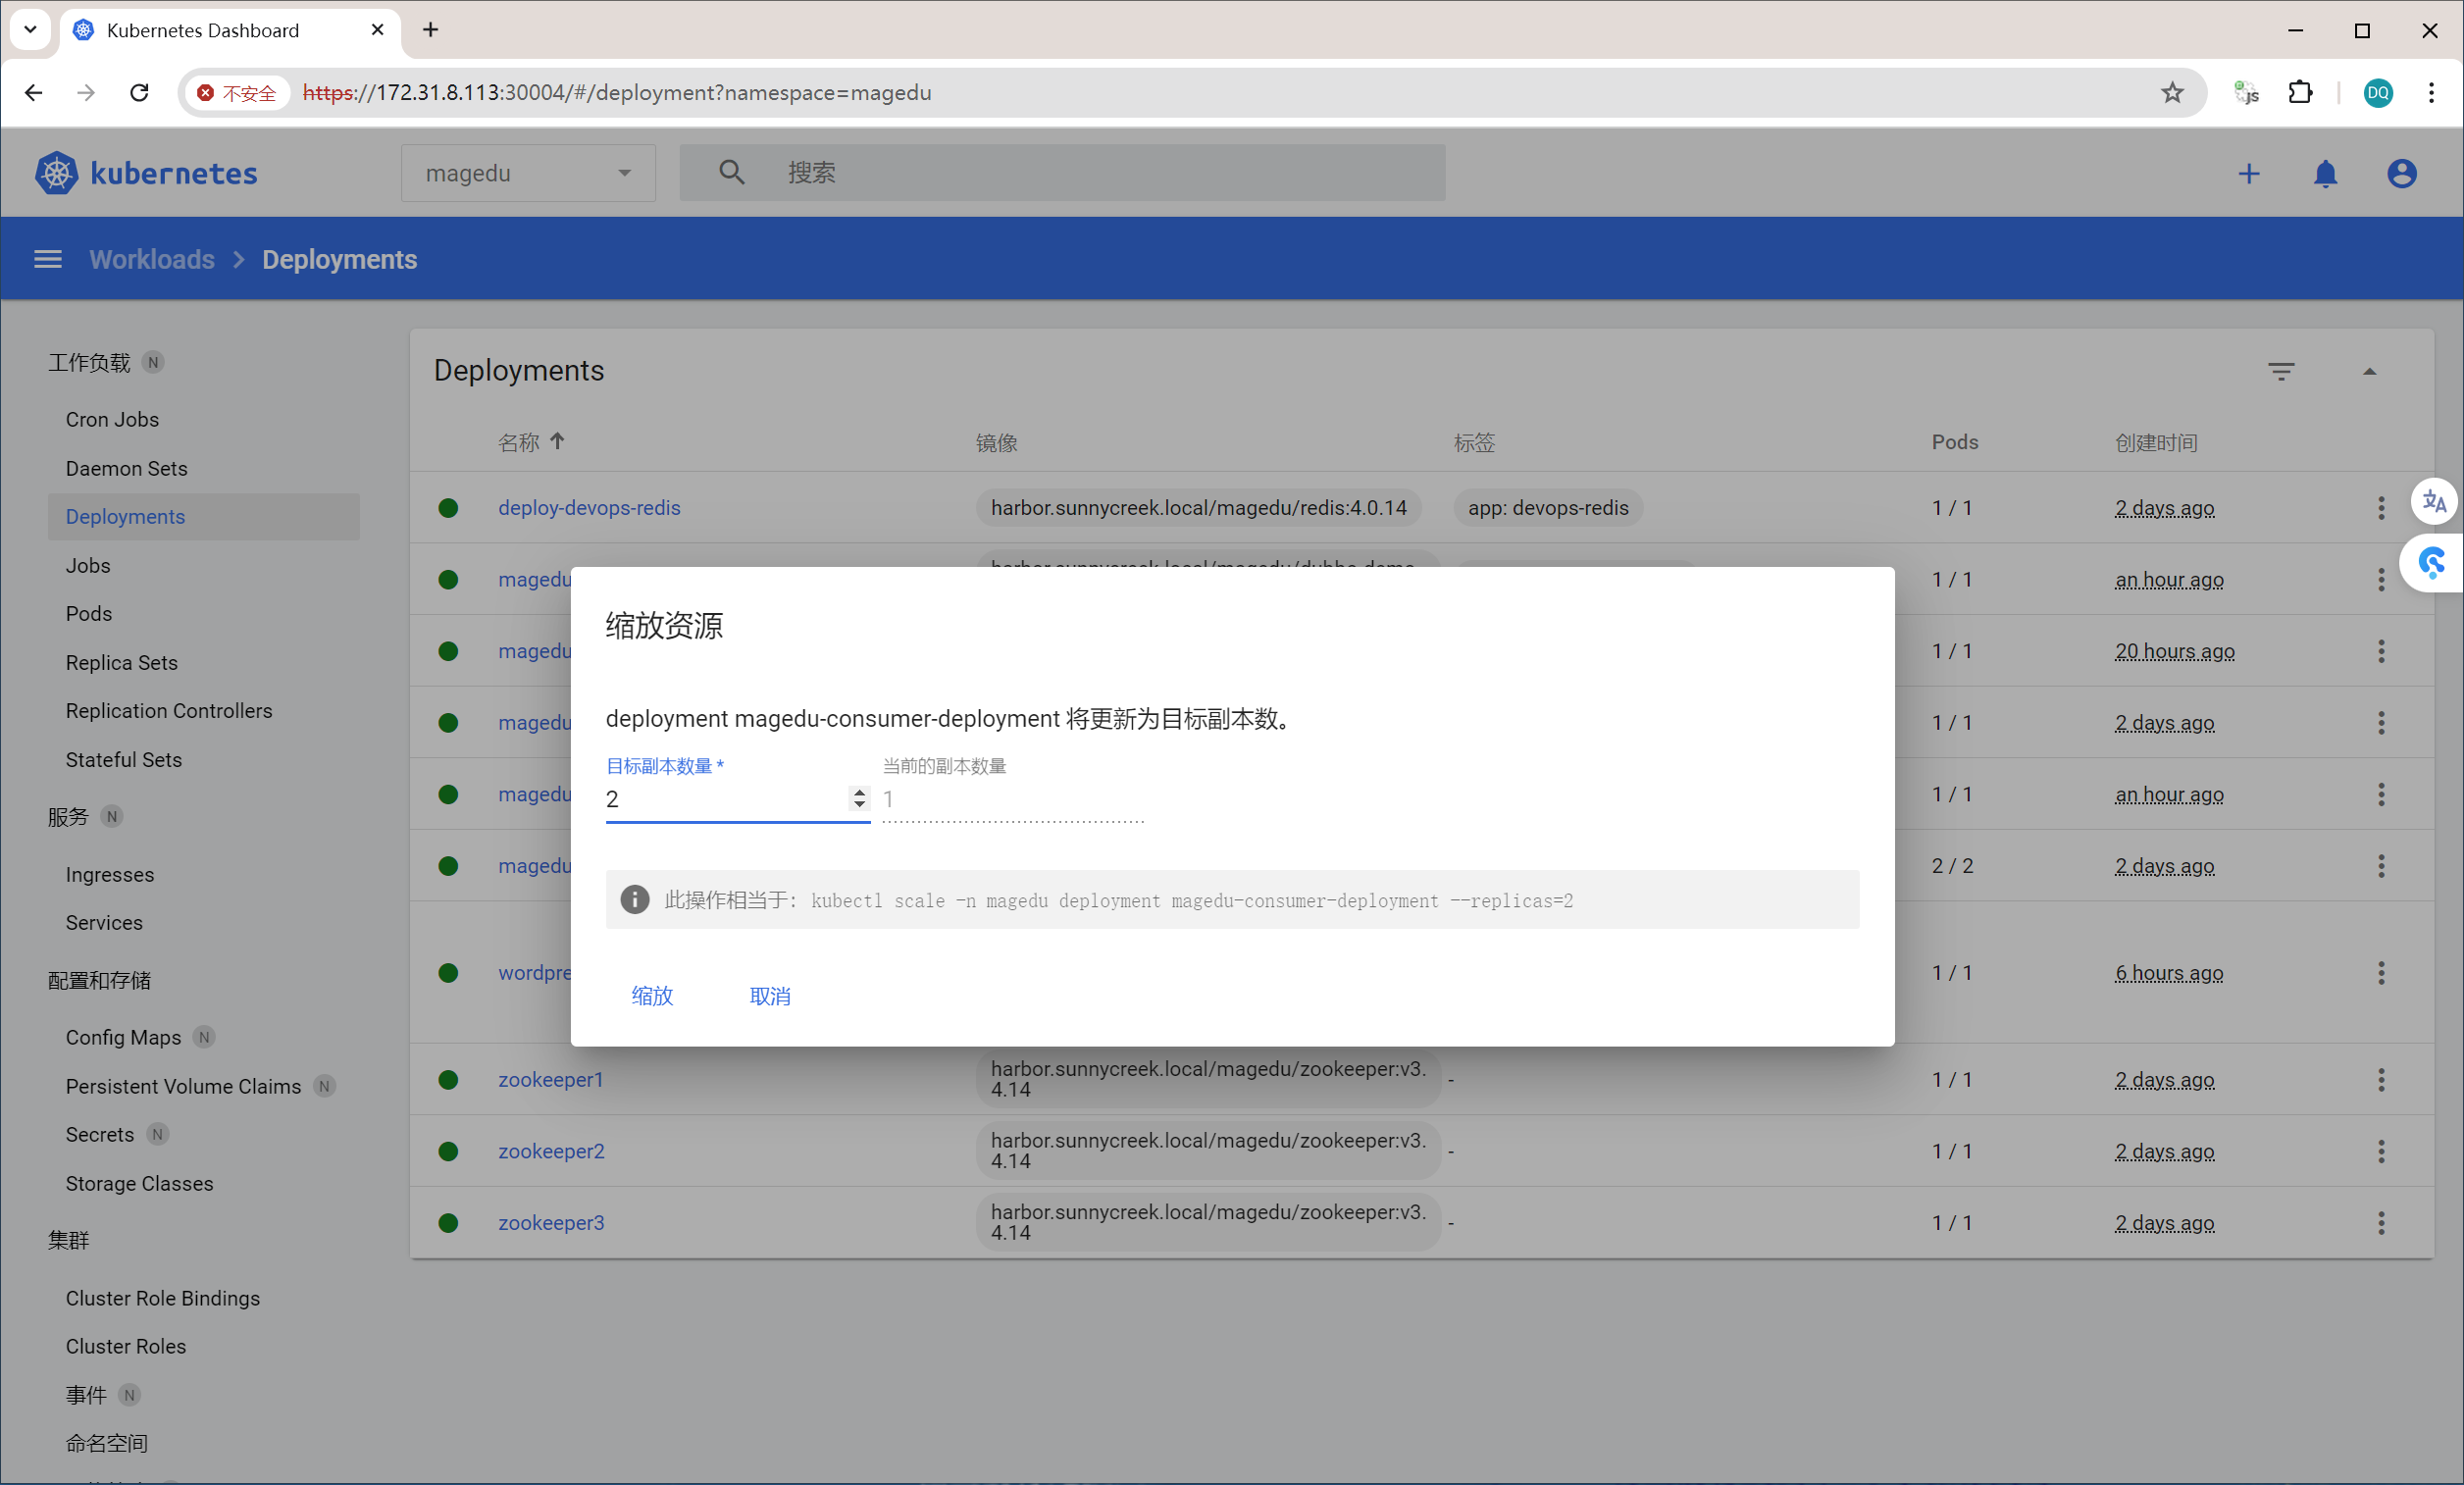 Kubernetes Dashboard
不安全 https://172.31.8.113:30004/#/deployment?namespace=magedu
JS
DQ
kubernetes
magedu
搜索
Workloads
Deployments
工作负载 N
Cron Jobs
Daemon Sets
Deployments
Jobs
Pods
Replica Sets
Replication Controllers
Stateful Sets
服务 N
Ingresses
Services
配置和存储
Config Maps N
Persistent Volume Claims N
Secrets N
Storage Classes
集群
Cluster Role Bindings
Cluster Roles
事件 N
命名空间
Deployments
名称 镜像 标签 Pods 创建时间
deploy-devops-redis harbor.sunnycreek.local/magedu/redis:4.0.14 app: devops-redis 1 / 1 2 days ago
magedu 1 / 1 an hour ago
magedu 1 / 1 20 hours ago
magedu 1 / 1 2 days ago
magedu 1 / 1 an hour ago
magedu 2 / 2 2 days ago
wordpre 1 / 1 6 hours ago
zookeeper1 harbor.sunnycreek.local/magedu/zookeeper:v3. - 1 / 1 2 days ago
4.14
zookeeper2 harbor.sunnycreek.local/magedu/zookeeper:v3. - 1 / 1 2 days ago
4.14
zookeeper3 harbor.sunnycreek.local/magedu/zookeeper:v3. - 1 / 1 2 days ago
4.14
缩放资源
deployment magedu-consumer-deployment 将更新为目标副本数。
目标副本数量 * 当前的副本数量
2 1
此操作相当于: kubectl scale -n magedu deployment magedu-consumer-deployment --replicas=2
缩放 取消
文A